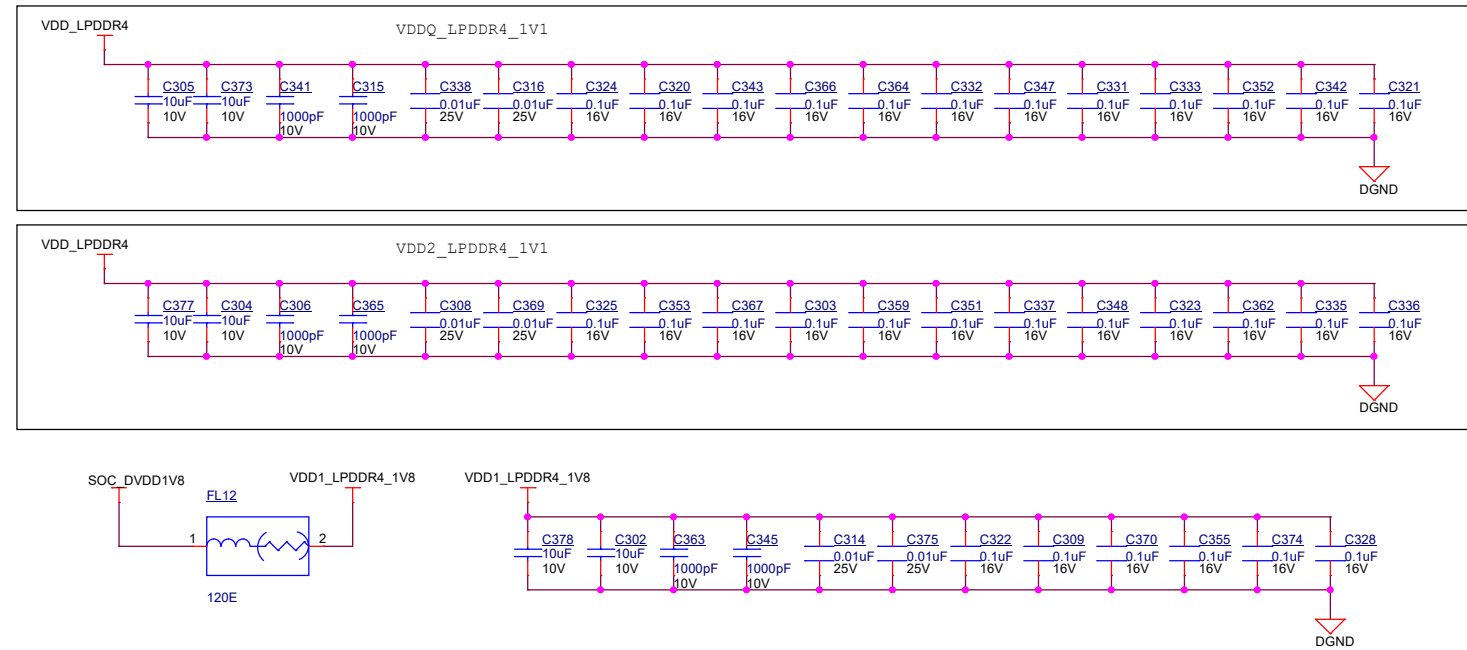 VDD_LPDDR4
VDDQ_LPDDR4_1V1
C305 C373 C341 C315 C338 C316 C324 C320 C343 C366 C364 C332 C347 C331 C333 C352 C342 C321
10uF 10uF 1000pF 1000pF 0.01uF 0.01uF 0.1uF 0.1uF 0.1uF 0.1uF 0.1uF 0.1uF 0.1uF 0.1uF 0.1uF 0.1uF 0.1uF 0.1uF
10V 10V 10V 10V 25V 25V 16V 16V 16V 16V 16V 16V 16V 16V 16V 16V 16V 16V
DGND
VDD_LPDDR4
VDD2_LPDDR4_1V1
C377 C304 C306 C365 C308 C369 C325 C353 C367 C303 C359 C351 C337 C348 C323 C362 C335 C336
10uF 10uF 1000pF 1000pF 0.01uF 0.01uF 0.1uF 0.1uF 0.1uF 0.1uF 0.1uF 0.1uF 0.1uF 0.1uF 0.1uF 0.1uF 0.1uF 0.1uF
10V 10V 10V 10V 25V 25V 16V 16V 16V 16V 16V 16V 16V 16V 16V 16V 16V 16V
DGND
SOC_DVDD1V8
FL12
VDD1_LPDDR4_1V8
1 2
120E
VDD1_LPDDR4_1V8
C378 C302 C363 C345 C314 C375 C322 C309 C370 C355 C374 C328
10uF 10uF 1000pF 1000pF 0.01uF 0.01uF 0.1uF 0.1uF 0.1uF 0.1uF 0.1uF 0.1uF
10V 10V 10V 10V 25V 25V 16V 16V 16V 16V 16V 16V
DGND